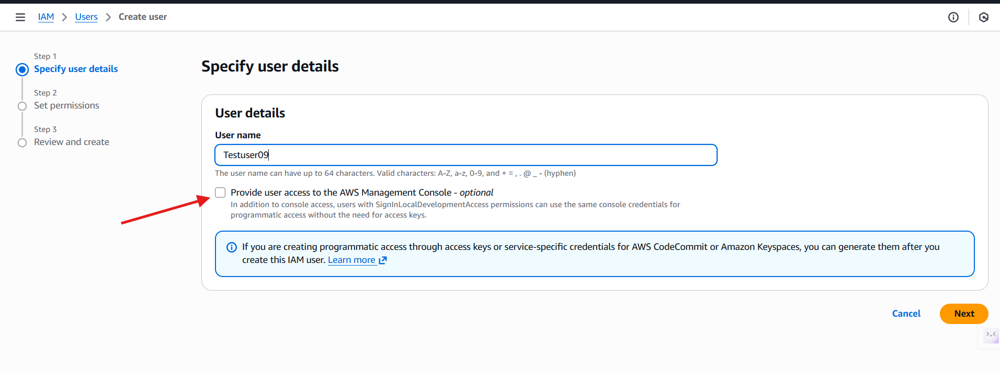 IAM > Users > Create user
Step 1
Specify user details
Step 2
Set permissions
Step 3
Review and create
Specify user details
User details
User name
Testuser09
The user name can have up to 64 characters. Valid characters: A-Z, a-z, 0-9, and + = , . @ _ - (hyphen)
Provide user access to the AWS Management Console - optional
In addition to console access, users with SignInLocalDevelopmentAccess permissions can use the same console credentials for
programmatic access without the need for access keys.
If you are creating programmatic access through access keys or service-specific credentials for AWS CodeCommit or Amazon Keyspaces, you can generate them after you
create this IAM user. Learn more
Cancel
Next